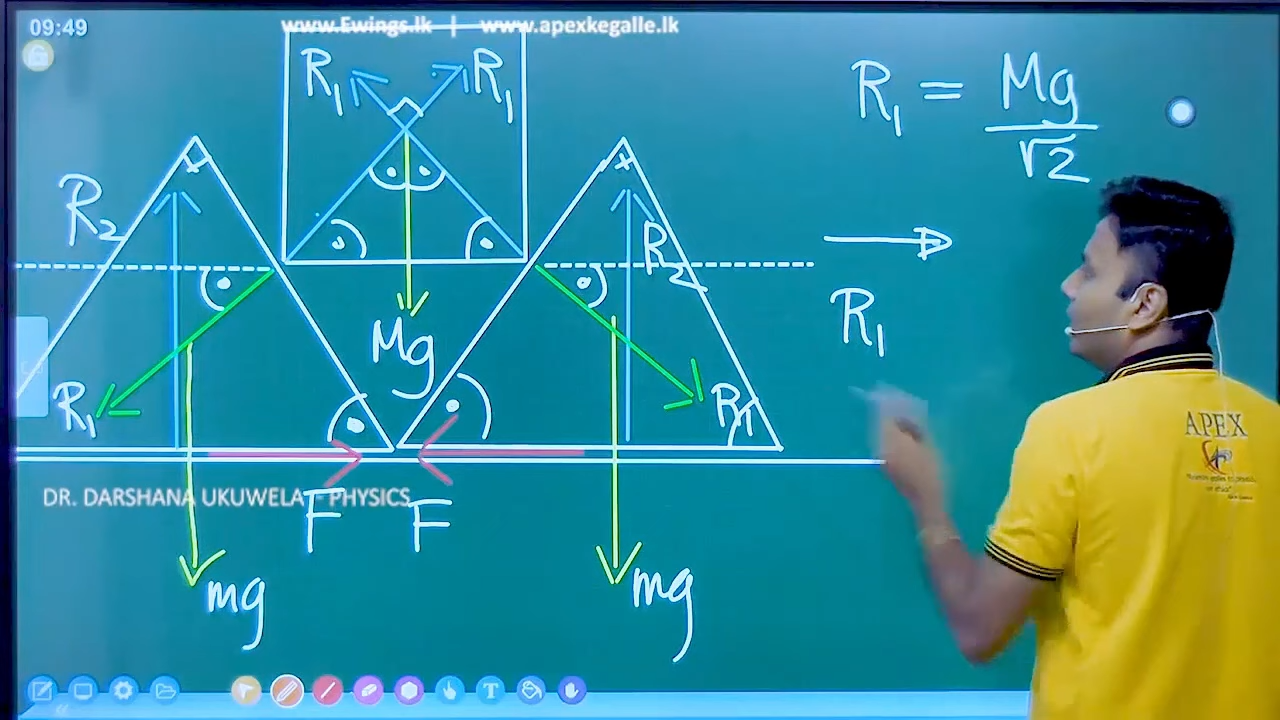 09:49
www.Ewings.lk | www.apexkegalle.lk
R₁ R₁
R₁ = Mg/√2
R₂
R₂
Mg
R₁
R₁
R₁
DR. DARSHANA UKUWELA - PHYSICS
F F
mg mg
APEX
T